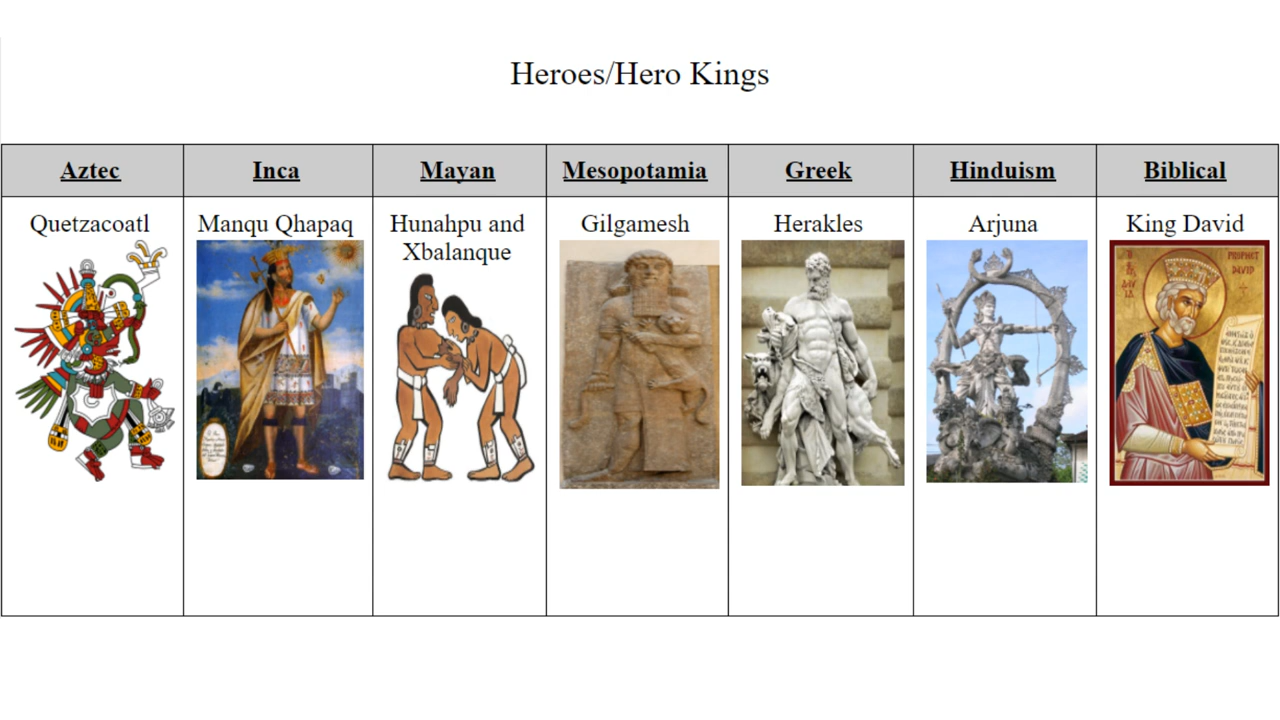 Heroes/Hero Kings
Aztec
Inca
Mayan
Mesopotamia
Greek
Hinduism
Biblical
Quetzacoatl
Manqu Qhapaq
Hunahpu and
Xbalanque
Gilgamesh
Herakles
Arjuna
King David
PROPHET
DAVID